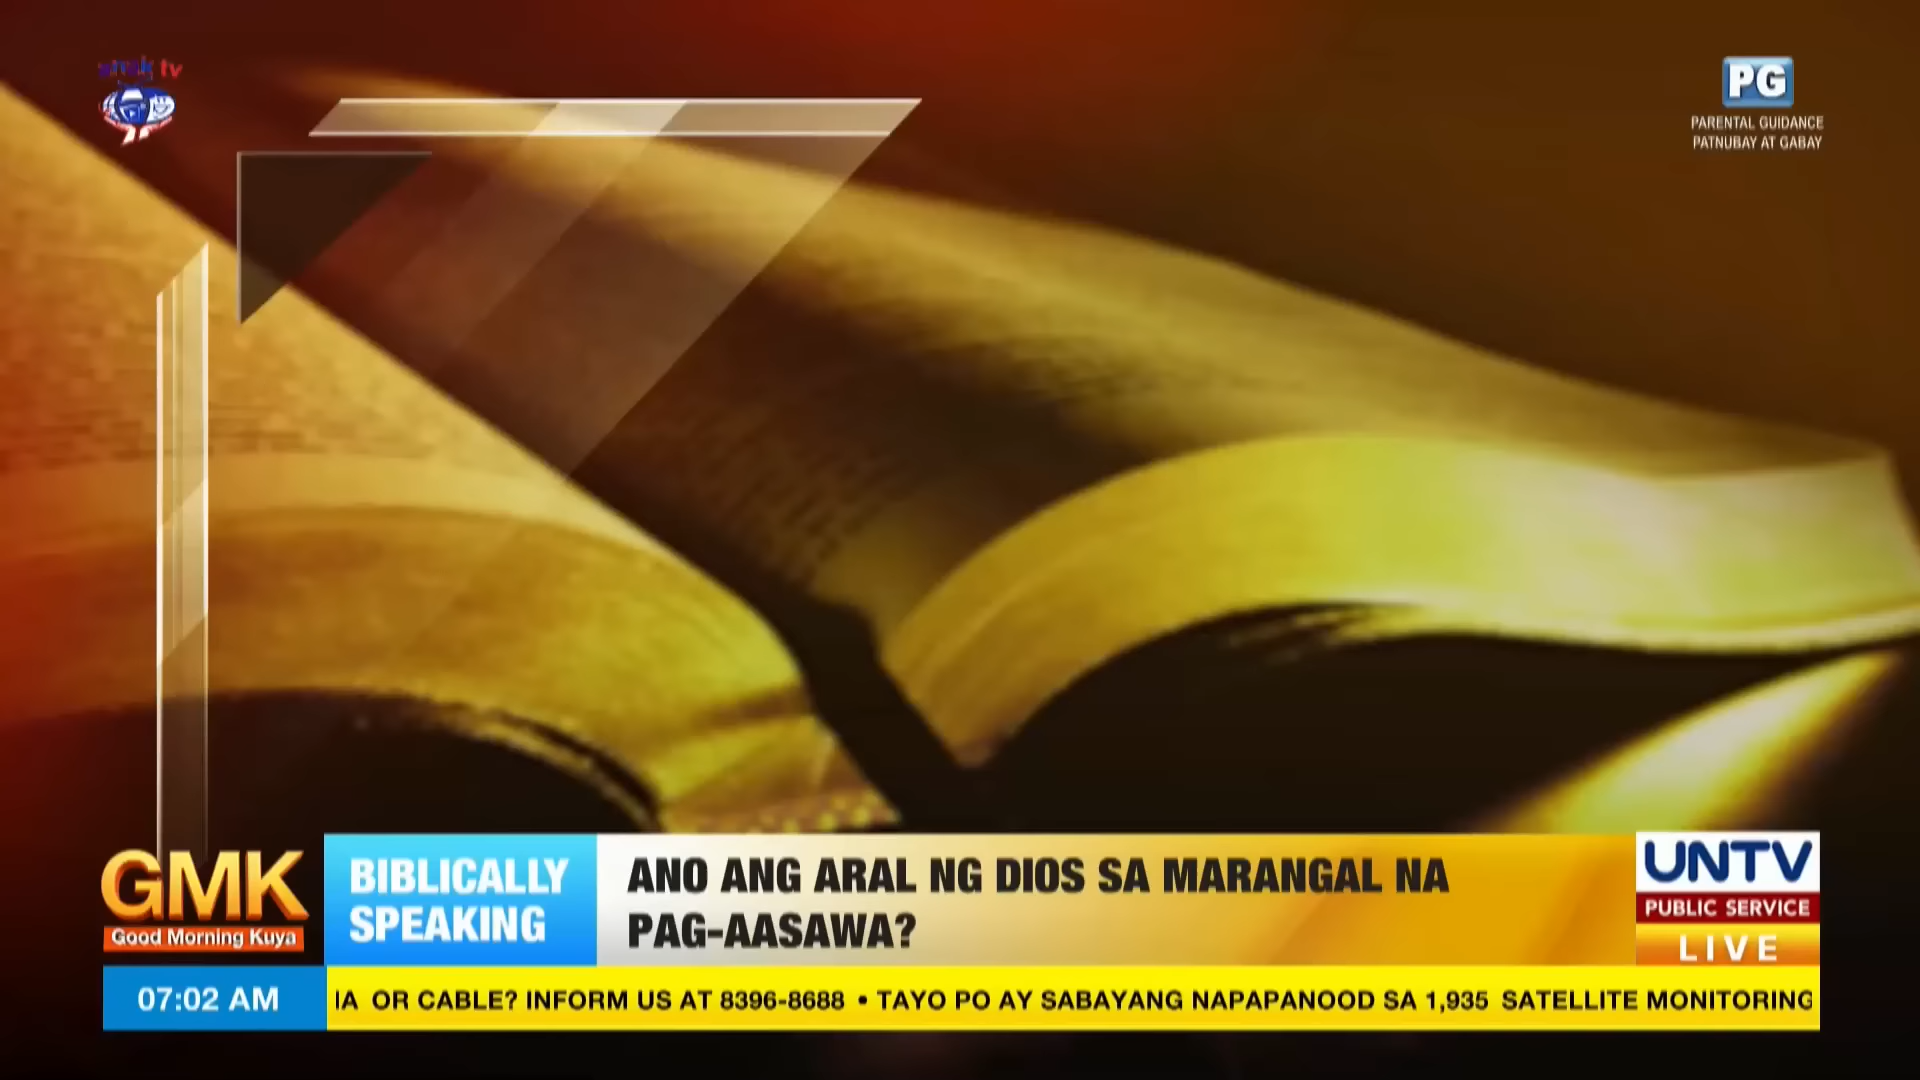 anak tv
PG
PARENTAL GUIDANCE
PATNUBAY AT GABAY
GMK
Good Morning Kuya
BIBLICALLY
SPEAKING
ANO ANG ARAL NG DIOS SA MARANGAL NA
PAG-AASAWA?
UNTV
PUBLIC SERVICE
LIVE
07:02 AM
IA OR CABLE? INFORM US AT 8396-8688 • TAYO PO AY SABAYANG NAPAPANOOD SA 1,935 SATELLITE MONITORING